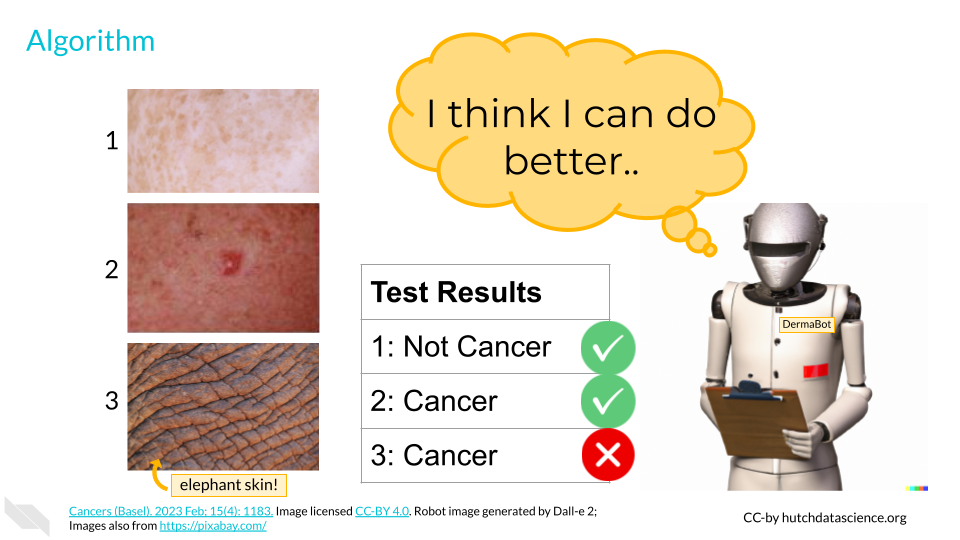 Algorithm
I think I can do
better..
1
2
3
elephant skin!
Test Results
1: Not Cancer
2: Cancer
3: Cancer
DermaBot
Cancers (Basel). 2023 Feb; 15(4): 1183. Image licensed CC-BY 4.0. Robot image generated by Dall-e 2;
Images also from https://pixabay.com/
CC-by hutchdatascience.org